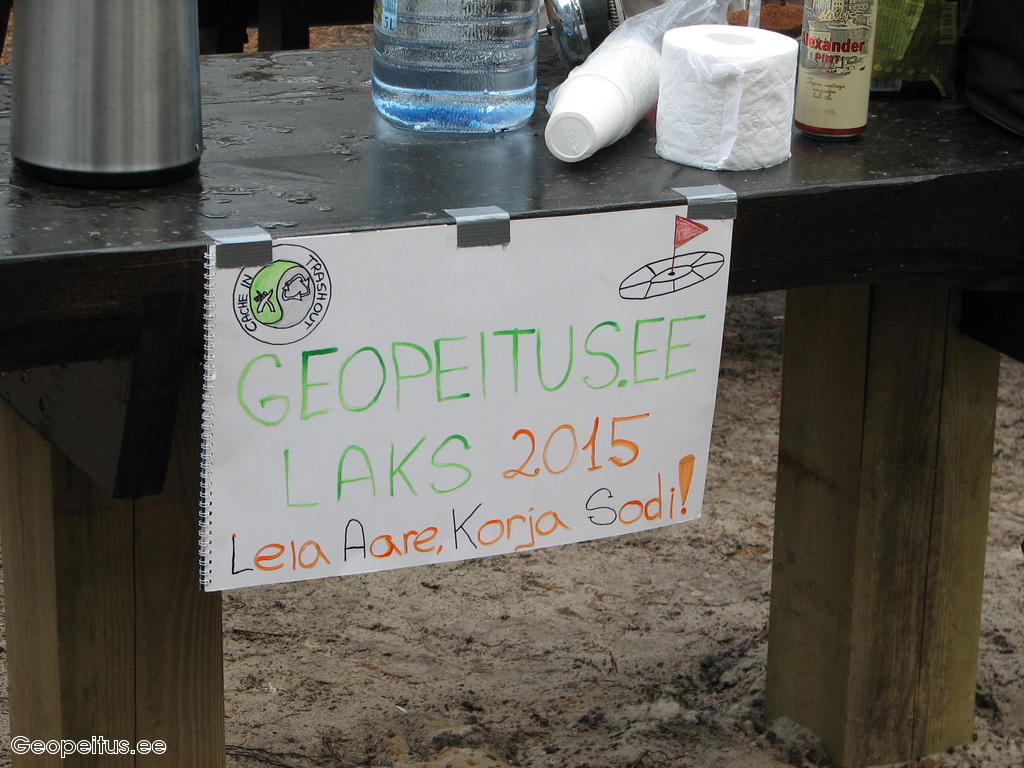 Alexander
CACHE IN
TRASH OUT
GEOPEITUS.EE
LAKS 2015
Leia Aare, Korja Sodi!
Geopeitus.ee